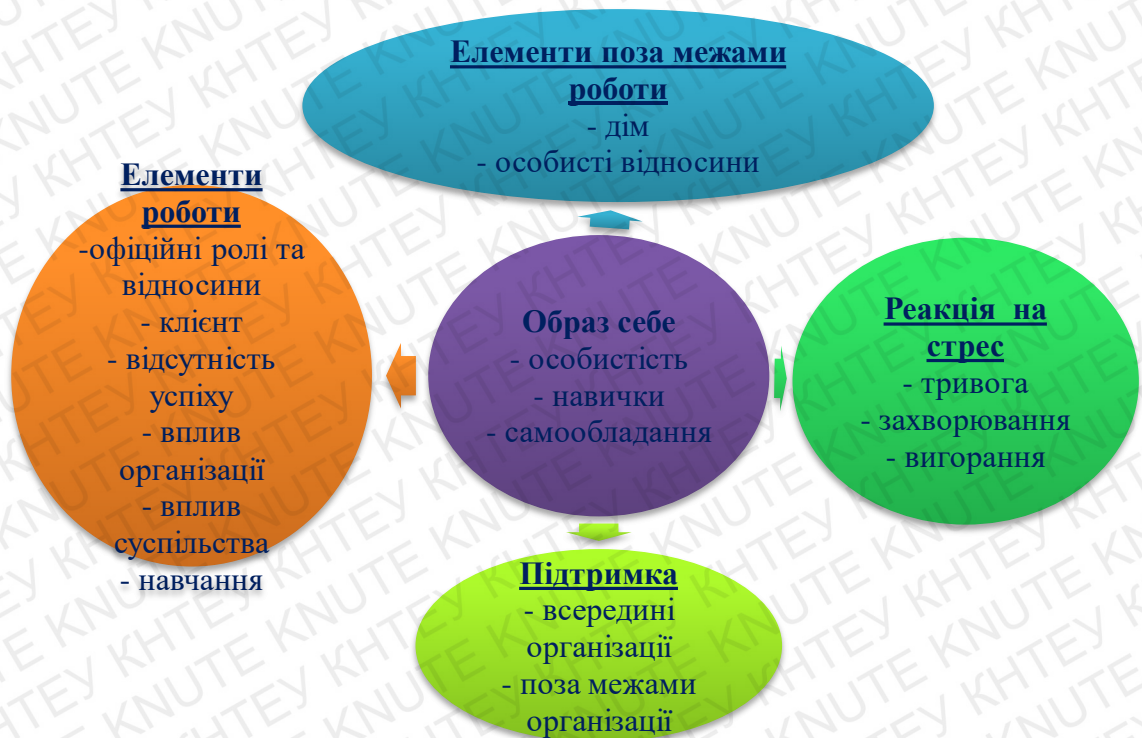 Елементи поза межами
роботи
- дім
- особисті відносини
Елементи
роботи
-офіційні ролі та
відносини
- клієнт
- відсутність
успіху
- вплив
організації
- вплив
суспільства
- навчання
Образ себе
- особистість
- навички
- самообладання
Реакція на
стрес
- тривога
- захворювання
- вигорання
Підтримка
- всередині
організації
- поза межами
організації